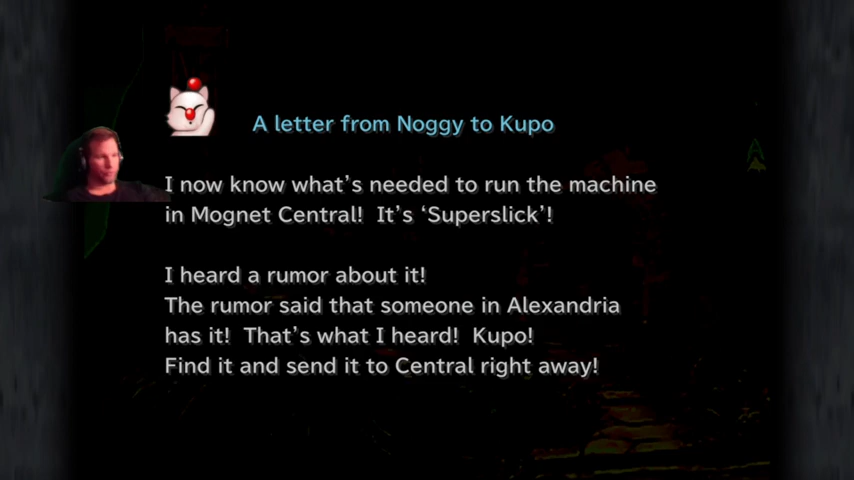 A letter from Noggy to Kupo
I now know what's needed to run the machine
in Mognet Central! It's ‘Superslick’!
I heard a rumor about it!
The rumor said that someone in Alexandria
has it! That's what I heard! Kupo!
Find it and send it to Central right away!